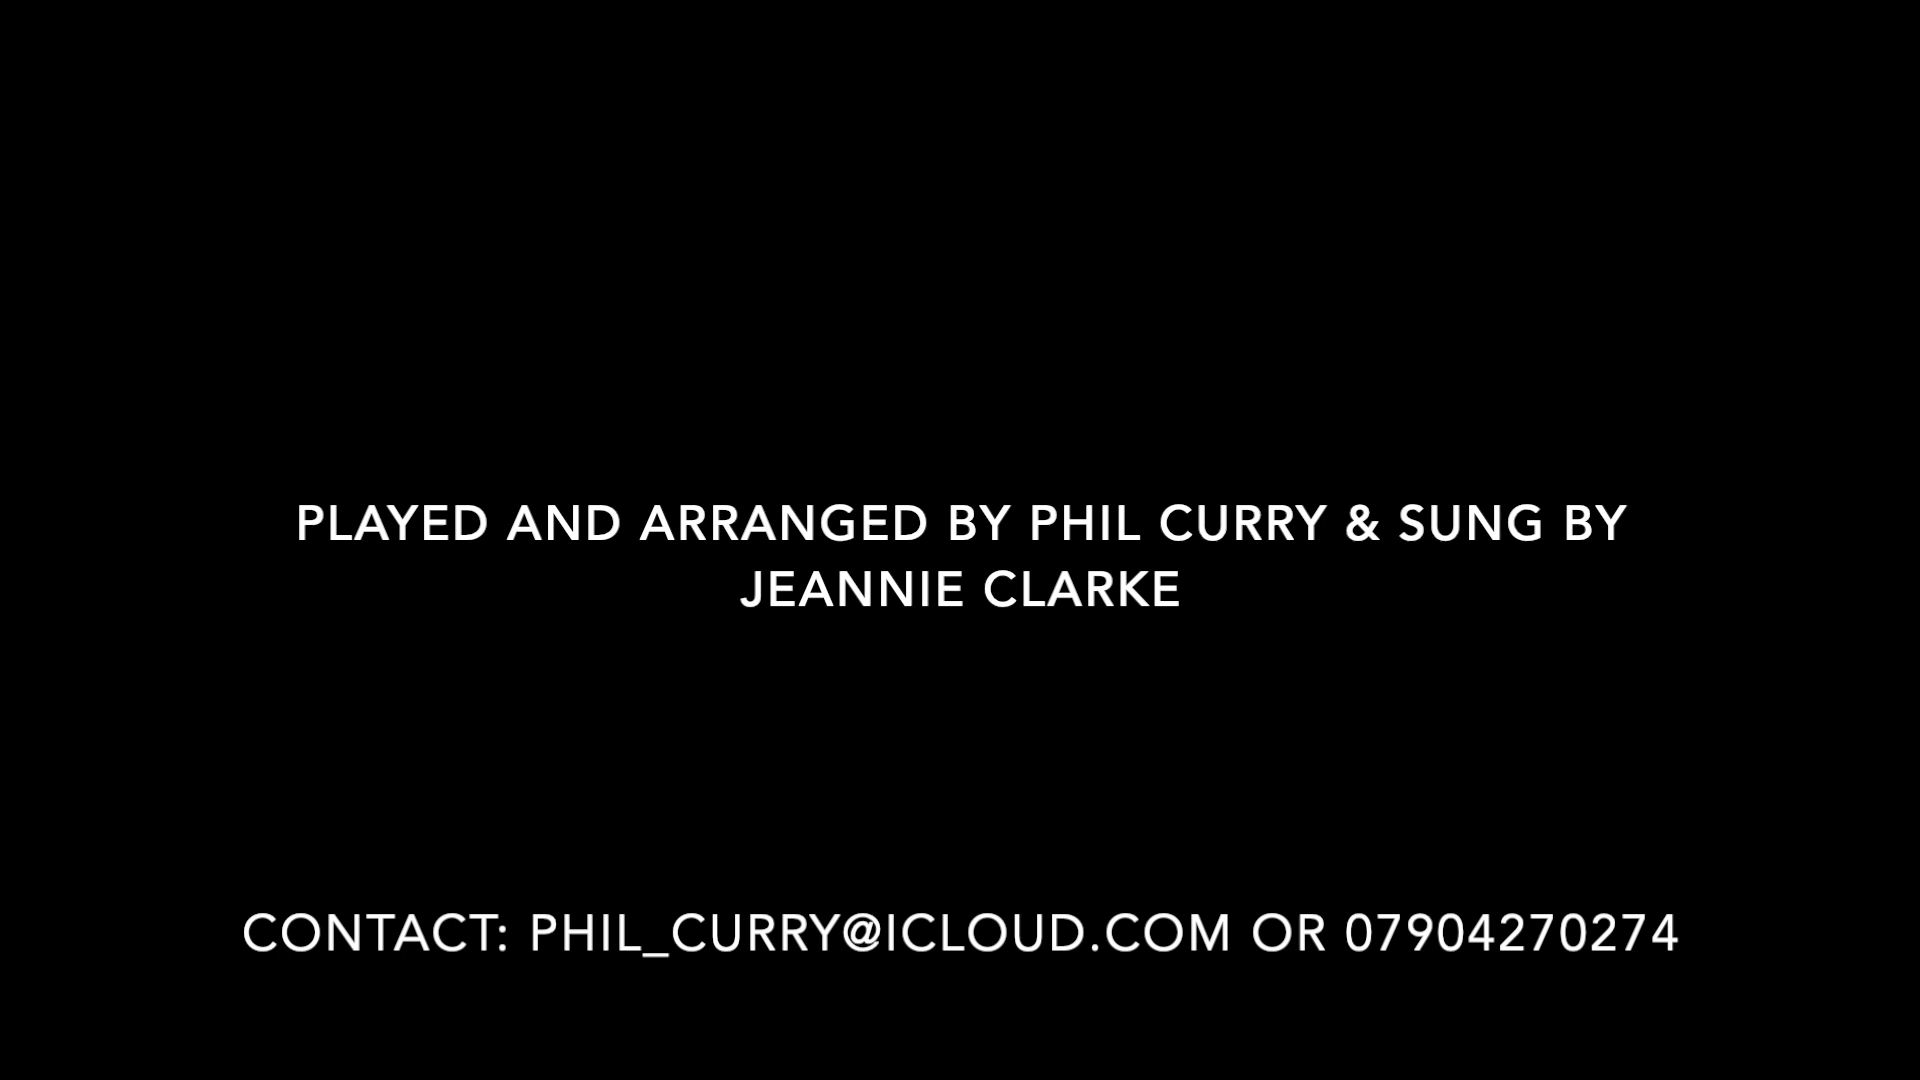 PLAYED AND ARRANGED BY PHIL CURRY & SUNG BY
JEANNIE CLARKE
CONTACT: PHIL_CURRY@ICLOUD.COM OR 07904270274